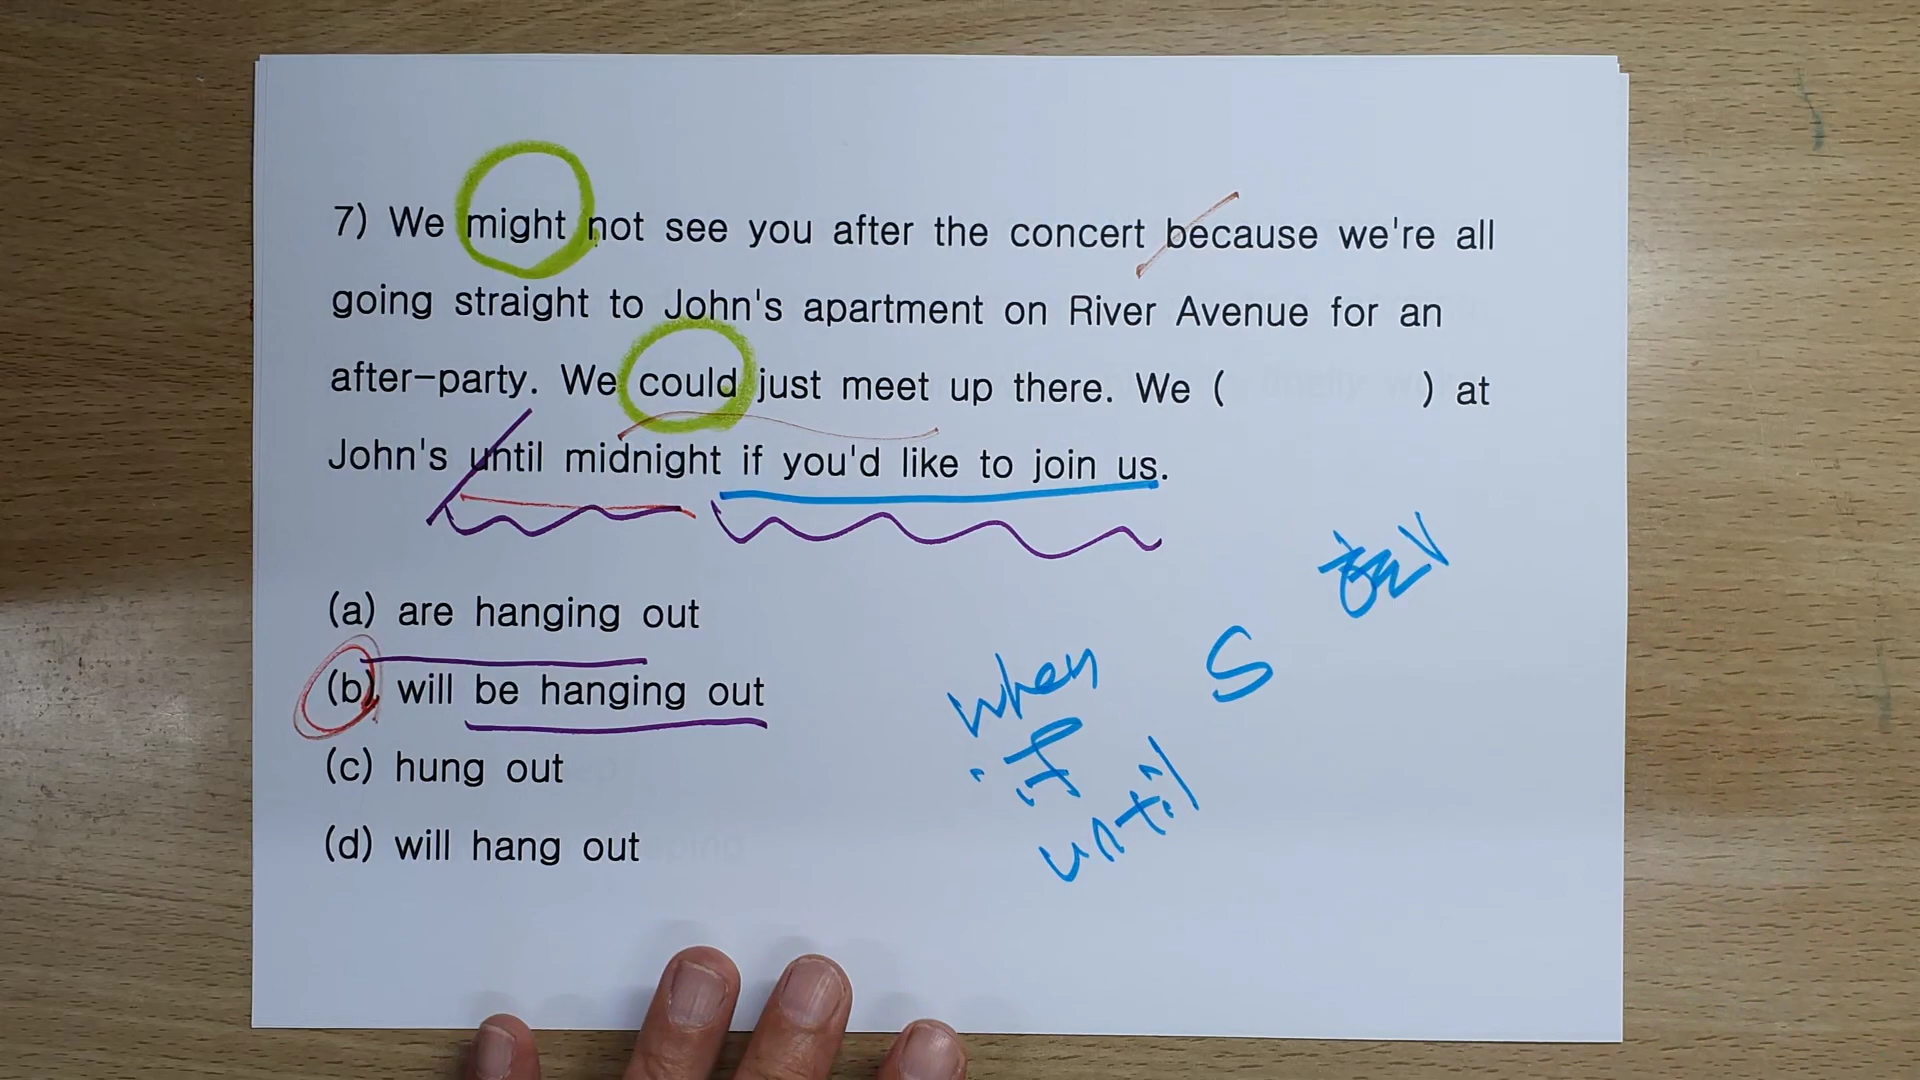 7) We might not see you after the concert because we're all
going straight to John's apartment on River Avenue for an
after-party. We could just meet up there. We ( ) at
John's until midnight if you'd like to join us.
(a) are hanging out
(b) will be hanging out
(c) hung out
(d) will hang out
when S 현V
if
until